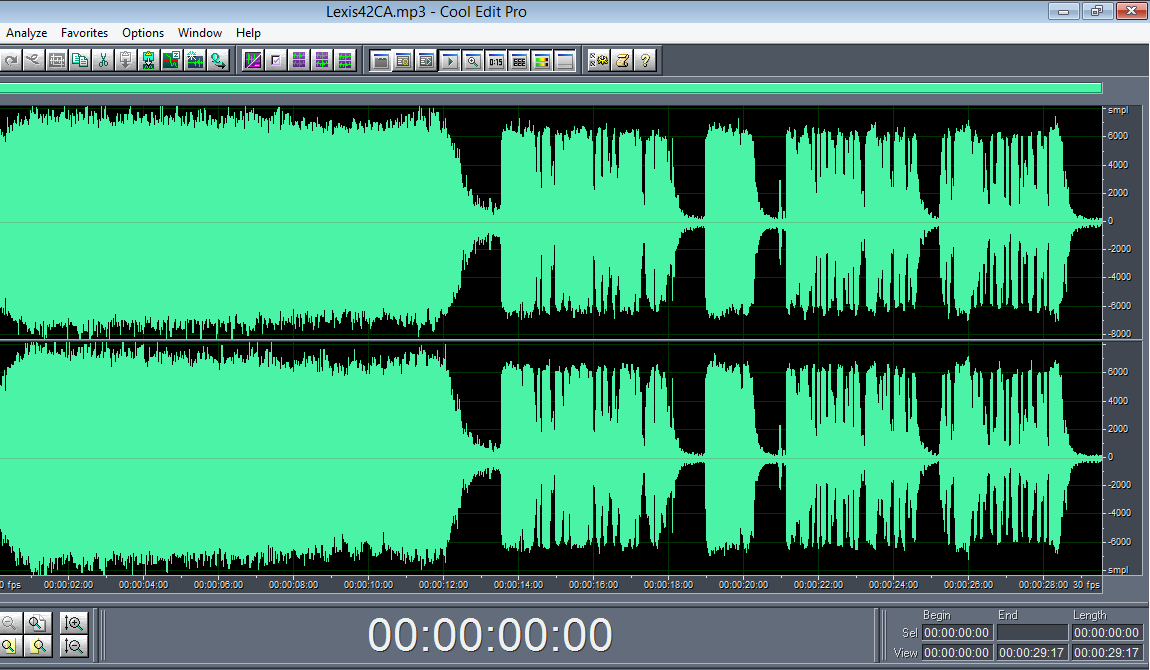 Lexis42CA.mp3 - Cool Edit Pro
Analyze Favorites Options Window Help
0:15
smpl
6000
4000
2000
0
-2000
-4000
-6000
-8000
6000
4000
2000
0
-2000
-4000
-6000
smpl
0 fps 00:00:02:00 00:00:04:00 00:00:06:00 00:00:08:00 00:00:10:00 00:00:12:00 00:00:14:00 00:00:16:00 00:00:18:00 00:00:20:00 00:00:22:00 00:00:24:00 00:00:26:00 00:00:28:00 30 fps
00:00:00:00
Begin End Length
Sel 00:00:00:00 00:00:00:00
View 00:00:00:00 00:00:29:17 00:00:29:17